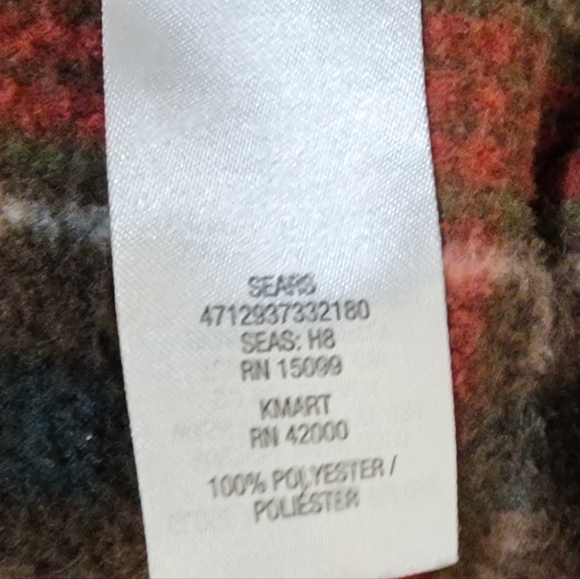 SEARS
4712937332180
SEAS: H8
RN 15099
KMART
RN 42000
100% POLYESTER /
POLIÉSTER